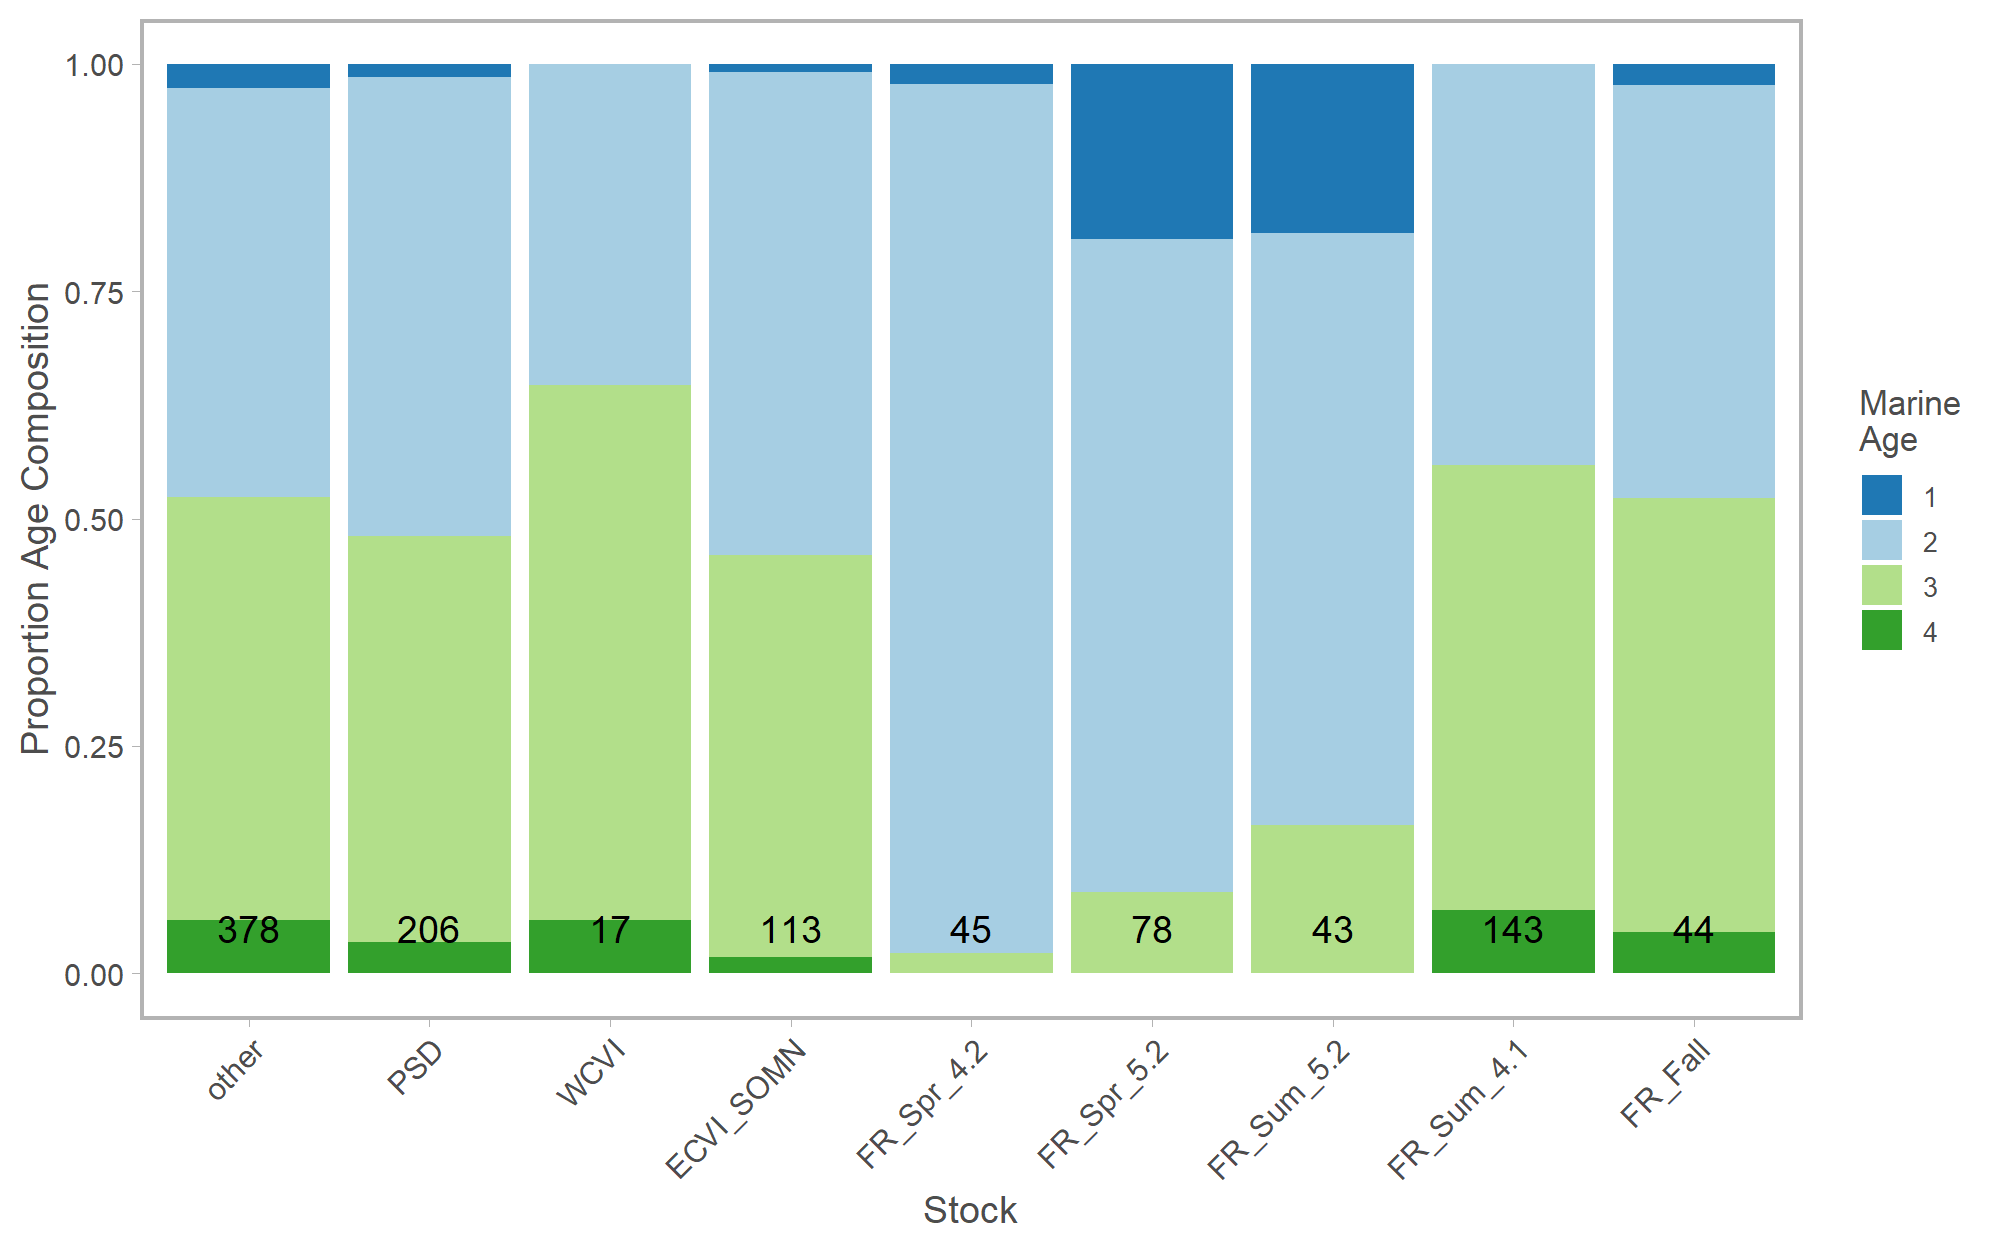 1.00
0.75
0.50
0.25
0.00
Proportion Age Composition
378
206
17
113
45
78
43
143
44
other
PSD
WCVI
ECVI_SOMN
FR_Spr_4.2
FR_Spr_5.2
FR_Sum_5.2
FR_Sum_4.1
FR_Fall
Stock
Marine
Age
1
2
3
4